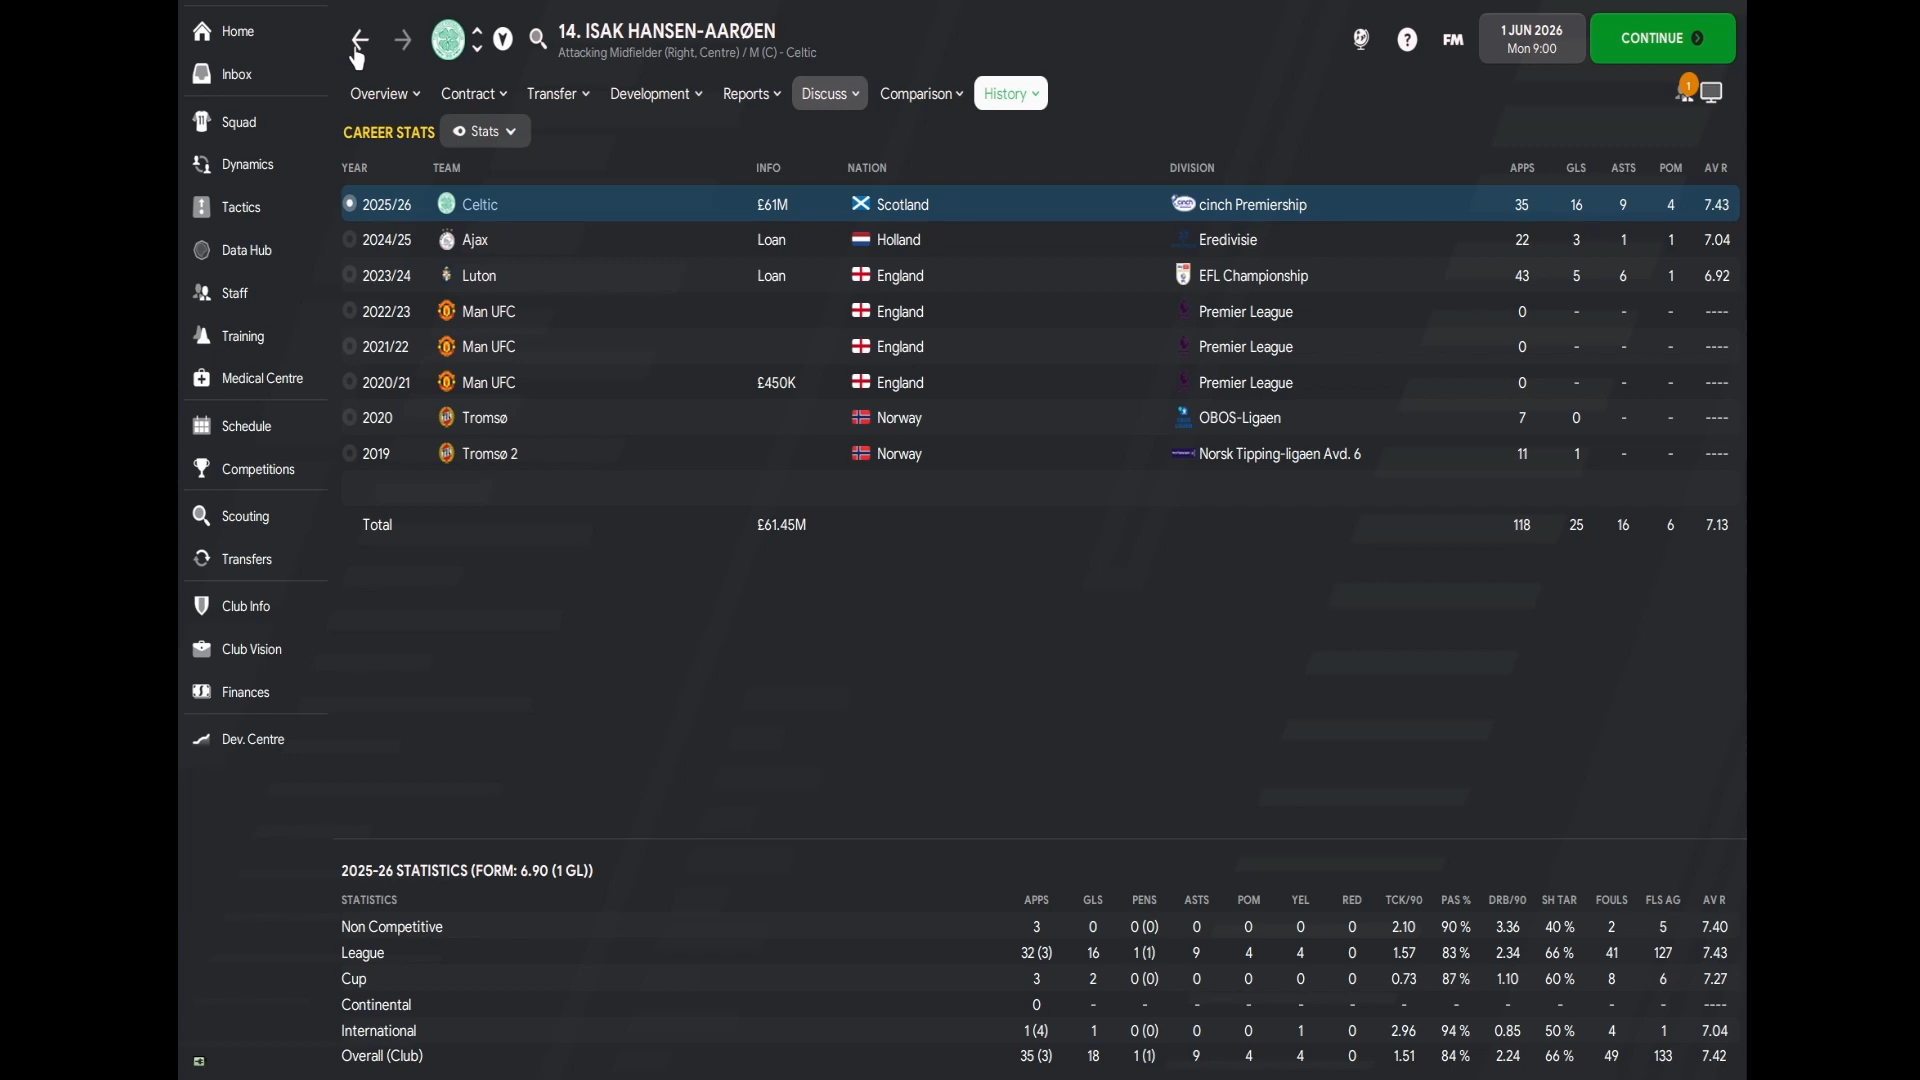 Home
Inbox
Squad
Dynamics
Tactics
Data Hub
Staff
Training
Medical Centre
Schedule
Competitions
Scouting
Transfers
Club Info
Club Vision
Finances
Dev. Centre
14. ISAK HANSEN-AARØEN
Attacking Midfielder (Right, Centre) / M (C) - Celtic
FM
1 JUN 2026
Mon 9:00
CONTINUE
Overview Contract Transfer Development Reports Discuss Comparison History
1
CAREER STATS Stats
YEAR TEAM INFO NATION DIVISION APPS GLS ASTS POM AV R
2025/26 Celtic £61M Scotland cinch Premiership 35 16 9 4 7.43
2024/25 Ajax Loan Holland Eredivisie 22 3 1 1 7.04
2023/24 Luton Loan England EFL Championship 43 5 6 1 6.92
2022/23 Man UFC England Premier League 0 - - - ----
2021/22 Man UFC England Premier League 0 - - - ----
2020/21 Man UFC £450K England Premier League 0 - - - ----
2020 Tromsø Norway OBOS-Ligaen 7 0 - - ----
2019 Tromsø 2 Norway Norsk Tipping-ligaen Avd. 6 11 1 - - ----
Total £61.45M 118 25 16 6 7.13
2025-26 STATISTICS (FORM: 6.90 (1 GL))
STATISTICS APPS GLS PENS ASTS POM YEL RED TCK/90 PAS % DRB/90 SH TAR FOULS FLS AG AV R
Non Competitive 3 0 0 (0) 0 0 0 0 2.10 90 % 3.36 40 % 2 5 7.40
League 32 (3) 16 1 (1) 9 4 4 0 1.57 83 % 2.34 66 % 41 127 7.43
Cup 3 2 0 (0) 0 0 0 0 0.73 87 % 1.10 60 % 8 6 7.27
Continental 0 - - - - - - - - - - - - ----
International 1 (4) 1 0 (0) 0 0 1 0 2.96 94 % 0.85 50 % 4 1 7.04
Overall (Club) 35 (3) 18 1 (1) 9 4 4 0 1.51 84 % 2.24 66 % 49 133 7.42